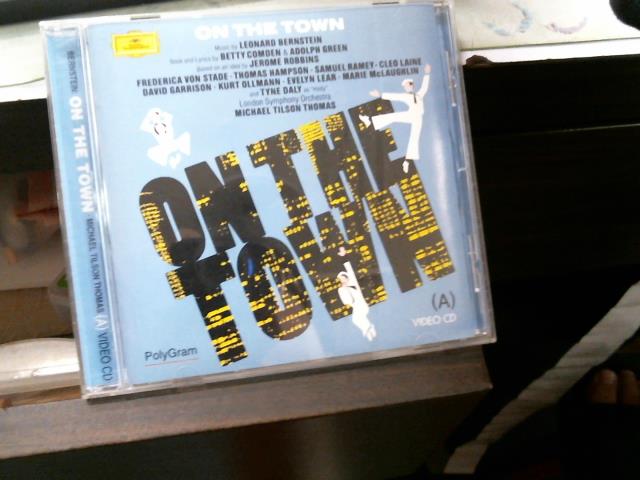 ON THE TOWN
Music by LEONARD BERNSTEIN
Book and Lyrics by BETTY COMDEN & ADOLPH GREEN
Based on an idea by JEROME ROBBINS
FREDERICA VON STADE · THOMAS HAMPSON · SAMUEL RAMEY · CLEO LAINE
DAVID GARRISON · KURT OLLMANN · EVELYN LEAR · MARIE McLAUGHLIN
and TYNE DALY as "Hildy"
London Symphony Orchestra
MICHAEL TILSON THOMAS
ON THE
TOWN
(A)
VIDEO CD
PolyGram
BERNSTEIN: ON THE TOWN MICHAEL TILSON THOMAS (A) VIDEO CD